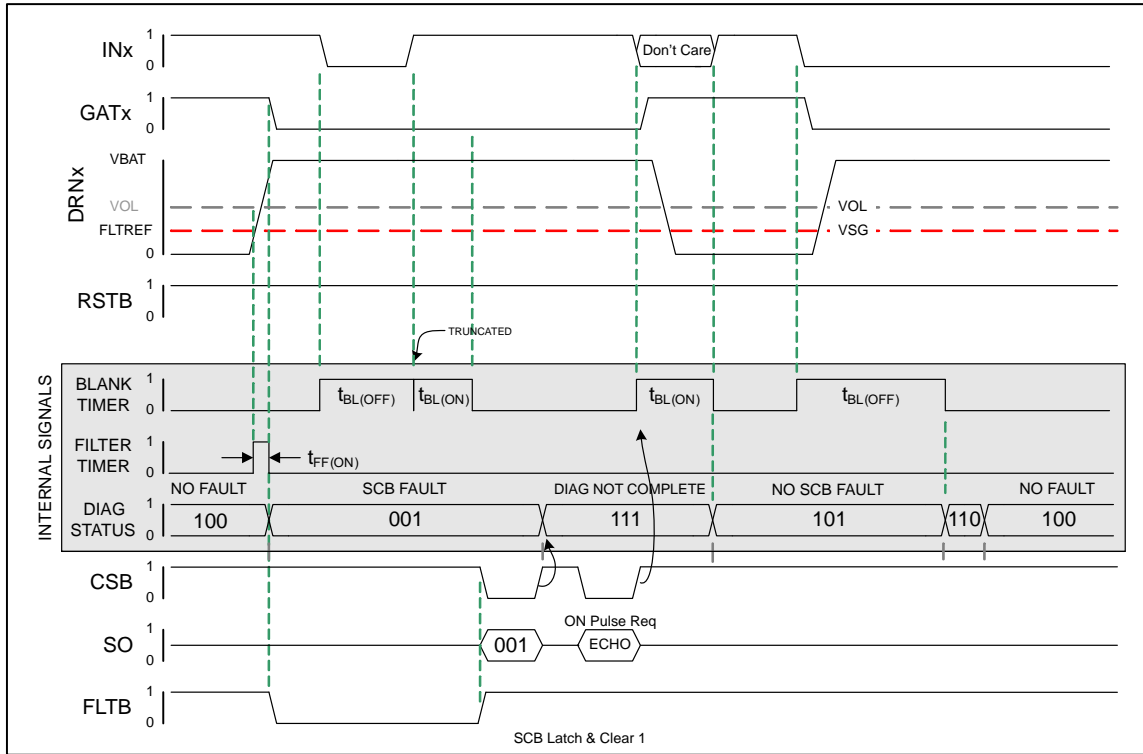 INx 1 0 Don't Care
GATx 1 0
DRNx VBAT
VOL VOL
FLTREF VSG
0
RSTB 1 0
TRUNCATED
INTERNAL SIGNALS
BLANK TIMER 1 0 tBL(OFF) tBL(ON) tBL(ON) tBL(OFF)
FILTER TIMER 1 0 tFF(ON)
NO FAULT SCB FAULT DIAG NOT COMPLETE NO SCB FAULT NO FAULT
DIAG STATUS 1 0 100 001 111 101 110 100
CSB 1 0
ON Pulse Req
SO 1 0 001 ECHO
FLTB 1 0
SCB Latch & Clear 1